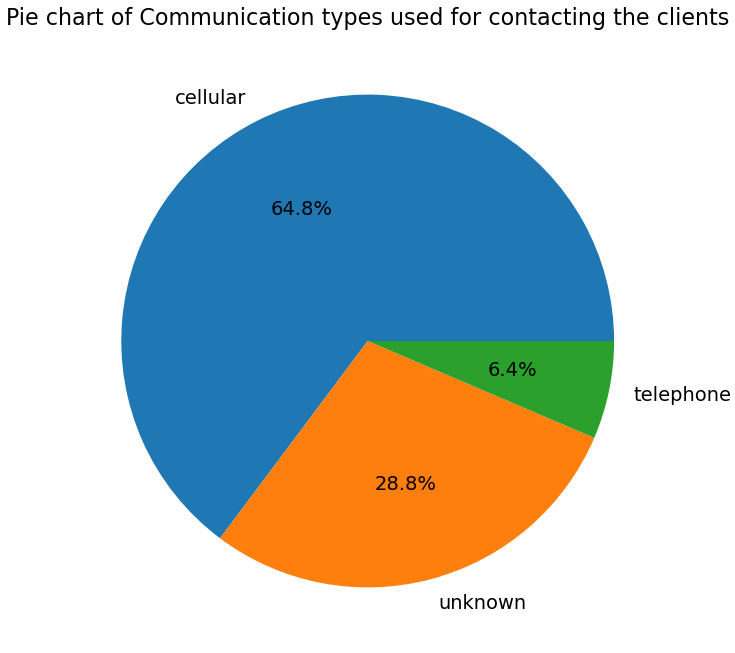 Pie chart of Communication types used for contacting the clients
cellular
64.8%
6.4%
telephone
28.8%
unknown